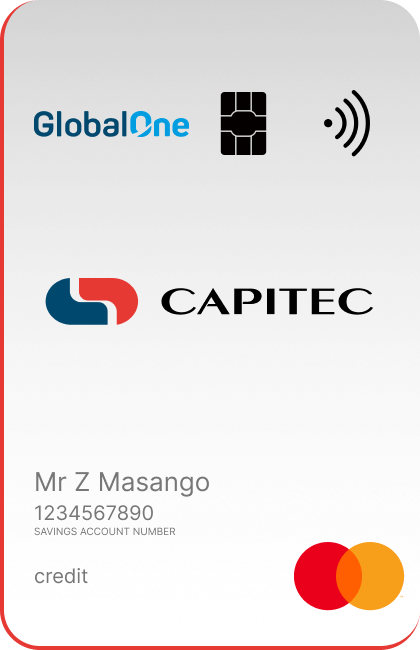 GlobalOne
CAPITEC
Mr Z Masango
1234567890
SAVINGS ACCOUNT NUMBER
credit